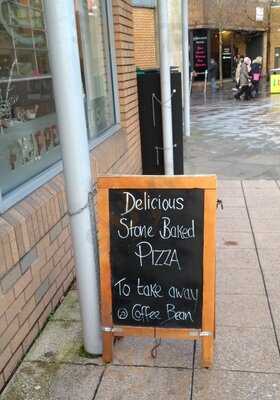 Delicious
Stone Baked
PIZZA
To take away
@ Coffee Bean